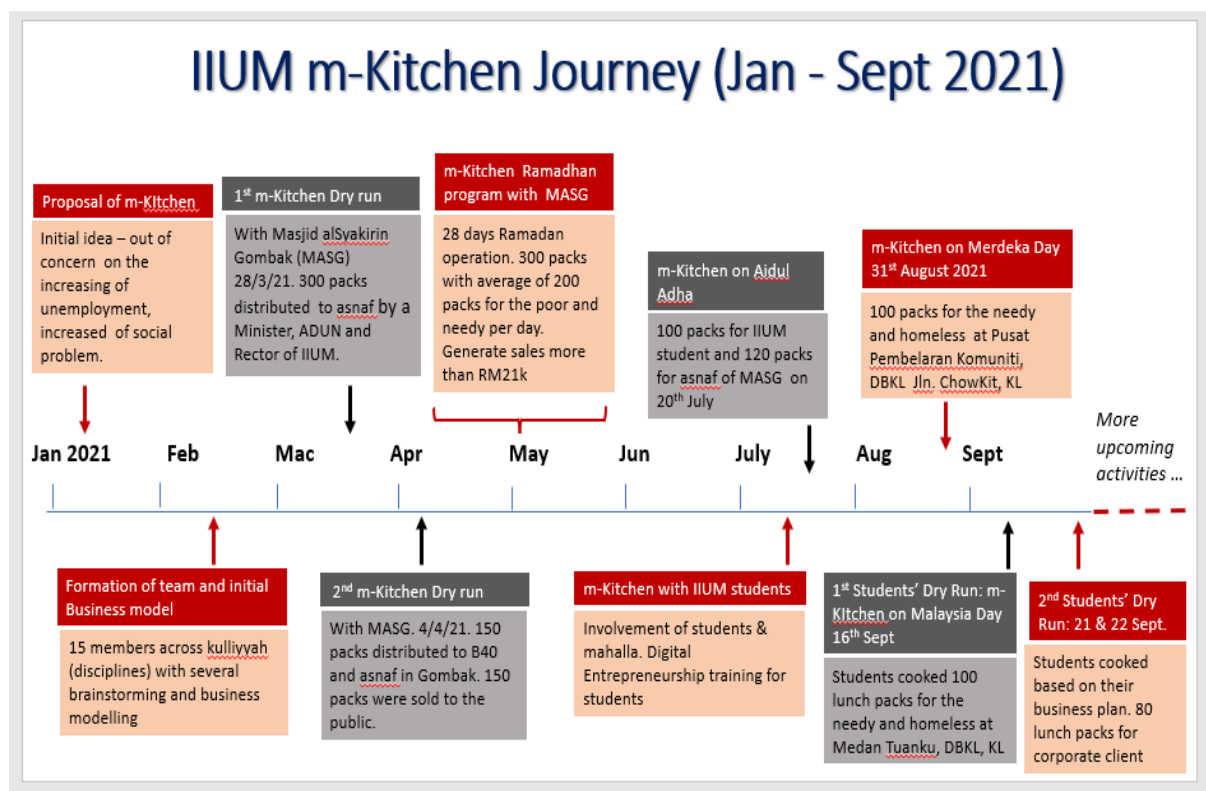 IIUM m-Kitchen Journey (Jan - Sept 2021)
Proposal of m-KItchen
Initial idea – out of
concern on the
increasing of
unemployment,
increased of social
problem.
1st m-Kitchen Dry run
With Masjid alSyakirin
Gombak (MASG)
28/3/21. 300 packs
distributed to asnaf by a
Minister, ADUN and
Rector of IIUM.
m-Kitchen Ramadhan
program with MASG
28 days Ramadan
operation. 300 packs
with average of 200
packs for the poor and
needy per day.
Generate sales more
than RM21k
m-Kitchen on Aidul
Adha
100 packs for IIUM
student and 120 packs
for asnaf of MASG on
20th July
m-Kitchen on Merdeka Day
31st August 2021
100 packs for the needy
and homeless at Pusat
Pembelaran Komuniti,
DBKL Jln. ChowKit, KL
More
upcoming
activities ...
Jan 2021 Feb Mac Apr May Jun July Aug Sept
Formation of team and initial
Business model
15 members across kulliyyah
(disciplines) with several
brainstorming and business
modelling
2nd m-Kitchen Dry run
With MASG. 4/4/21. 150
packs distributed to B40
and asnaf in Gombak. 150
packs were sold to the
public.
m-Kitchen with IIUM students
Involvement of students &
mahalla. Digital
Entrepreneurship training for
students
1st Students' Dry Run: m-
KItchen on Malaysia Day
16th Sept
Students cooked 100
lunch packs for the
needy and homeless at
Medan Tuanku, DBKL, KL
2nd Students' Dry
Run: 21 & 22 Sept.
Students cooked
based on their
business plan. 80
lunch packs for
corporate client